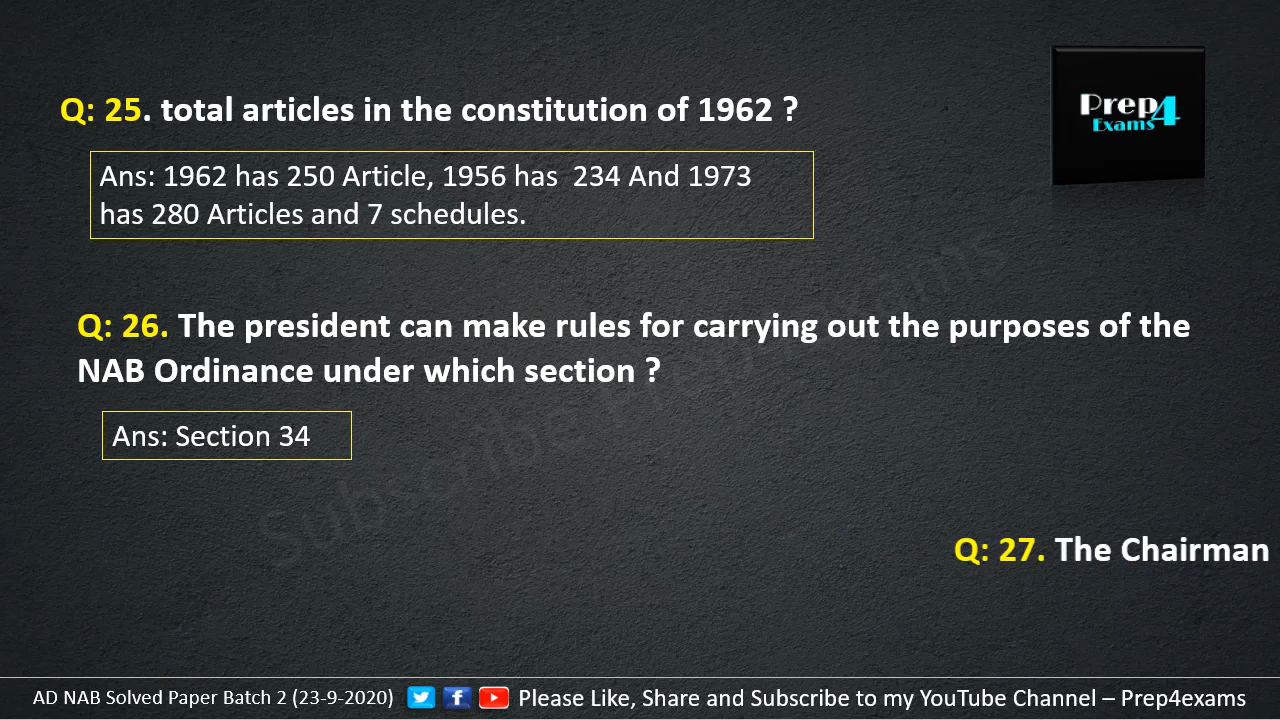 Prep4
Exams
Q: 25. total articles in the constitution of 1962 ?
Ans: 1962 has 250 Article, 1956 has  234 And 1973
has 280 Articles and 7 schedules.
Q: 26. The president can make rules for carrying out the purposes of the
NAB Ordinance under which section ?
Ans: Section 34
Subscribe Prep4exams
Q: 27. The Chairman
AD NAB Solved Paper Batch 2 (23-9-2020) Please Like, Share and Subscribe to my YouTube Channel – Prep4exams